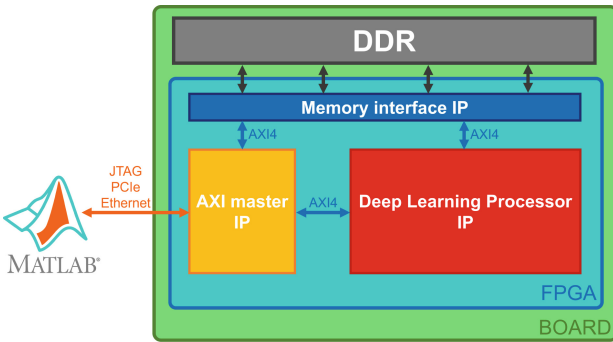 DDR
Memory interface IP
AXI4
AXI4
JTAG
PCIe
Ethernet
AXI master
IP
AXI4
Deep Learning Processor
IP
MATLAB®
FPGA
BOARD